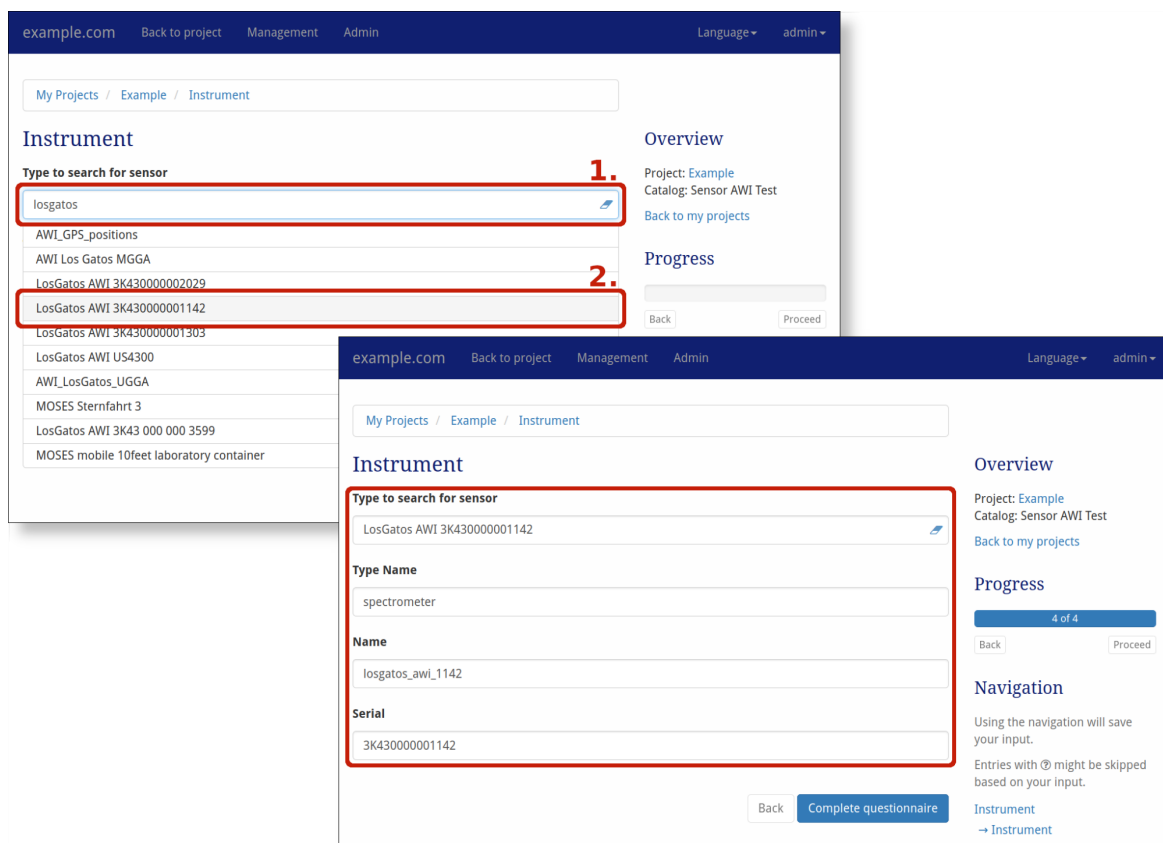 example.com Back to project Management Admin Language admin
My Projects / Example / Instrument
Instrument
Type to search for sensor
1.
losgatos
AWI_GPS_positions
AWI Los Gatos MGGA
LosGatos AWI 3K430000002029
2.
LosGatos AWI 3K430000001142
LosGatos AWI 3K430000001303
LosGatos AWI US4300
AWI_LosGatos_UGGA
MOSES Sternfahrt 3
LosGatos AWI 3K43 000 000 3599
MOSES mobile 10feet laboratory container
Overview
Project: Example
Catalog: Sensor AWI Test
Back to my projects
Progress
Back Proceed
example.com Back to project Management Admin Language admin
My Projects / Example / Instrument
Instrument
Type to search for sensor
LosGatos AWI 3K430000001142
Type Name
spectrometer
Name
losgatos_awi_1142
Serial
3K430000001142
Back Complete questionnaire
Overview
Project: Example
Catalog: Sensor AWI Test
Back to my projects
Progress
4 of 4
Back Proceed
Navigation
Using the navigation will save
your input.
Entries with ? might be skipped
based on your input.
Instrument
→ Instrument